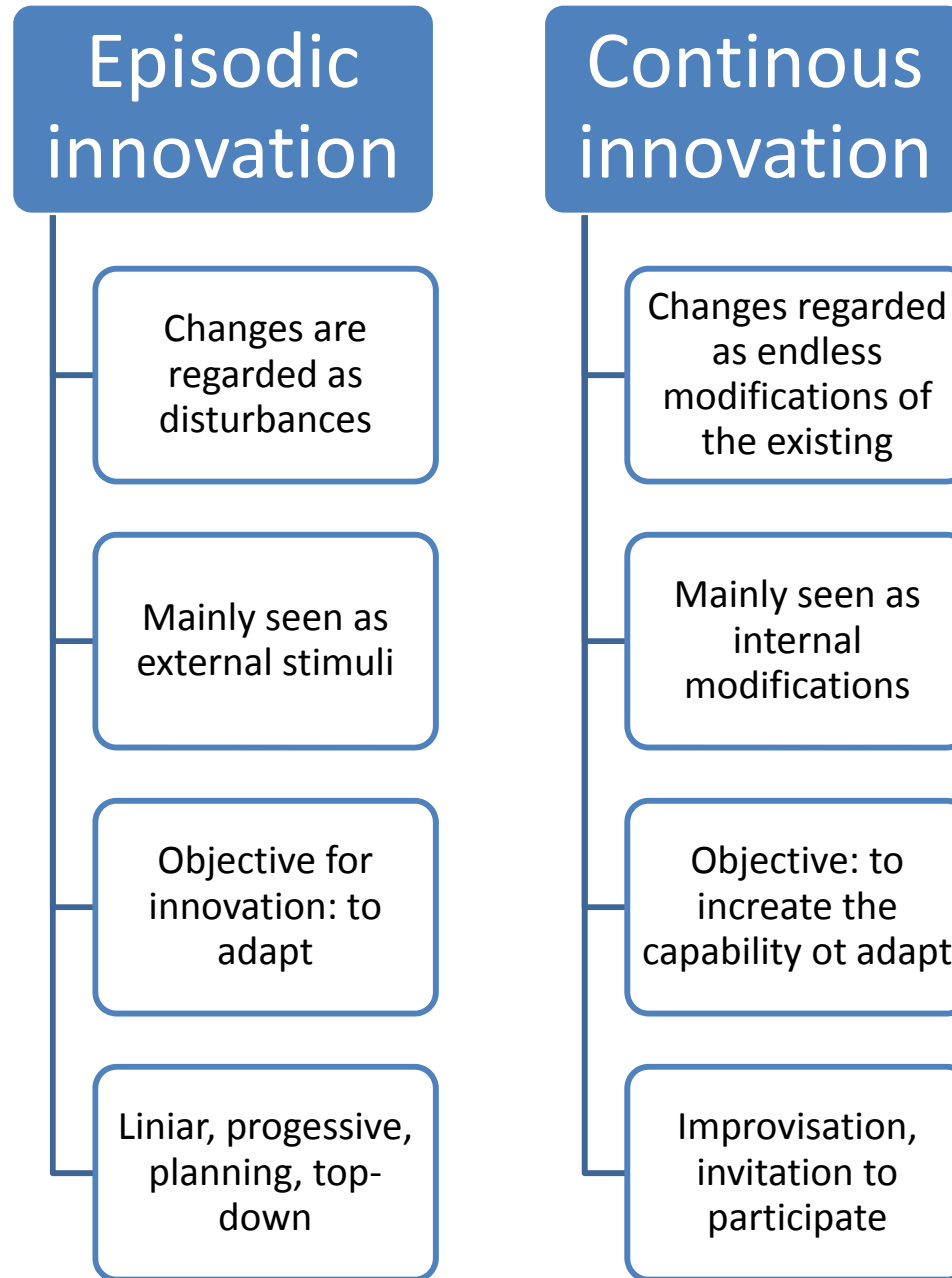 Episodic
innovation
Changes are
regarded as
disturbances
Mainly seen as
external stimuli
Objective for
innovation: to
adapt
Liniar, progessive,
planning, top-
down
Continous
innovation
Changes regarded
as endless
modifications of
the existing
Mainly seen as
internal
modifications
Objective: to
increate the
capability ot adapt
Improvisation,
invitation to
participate